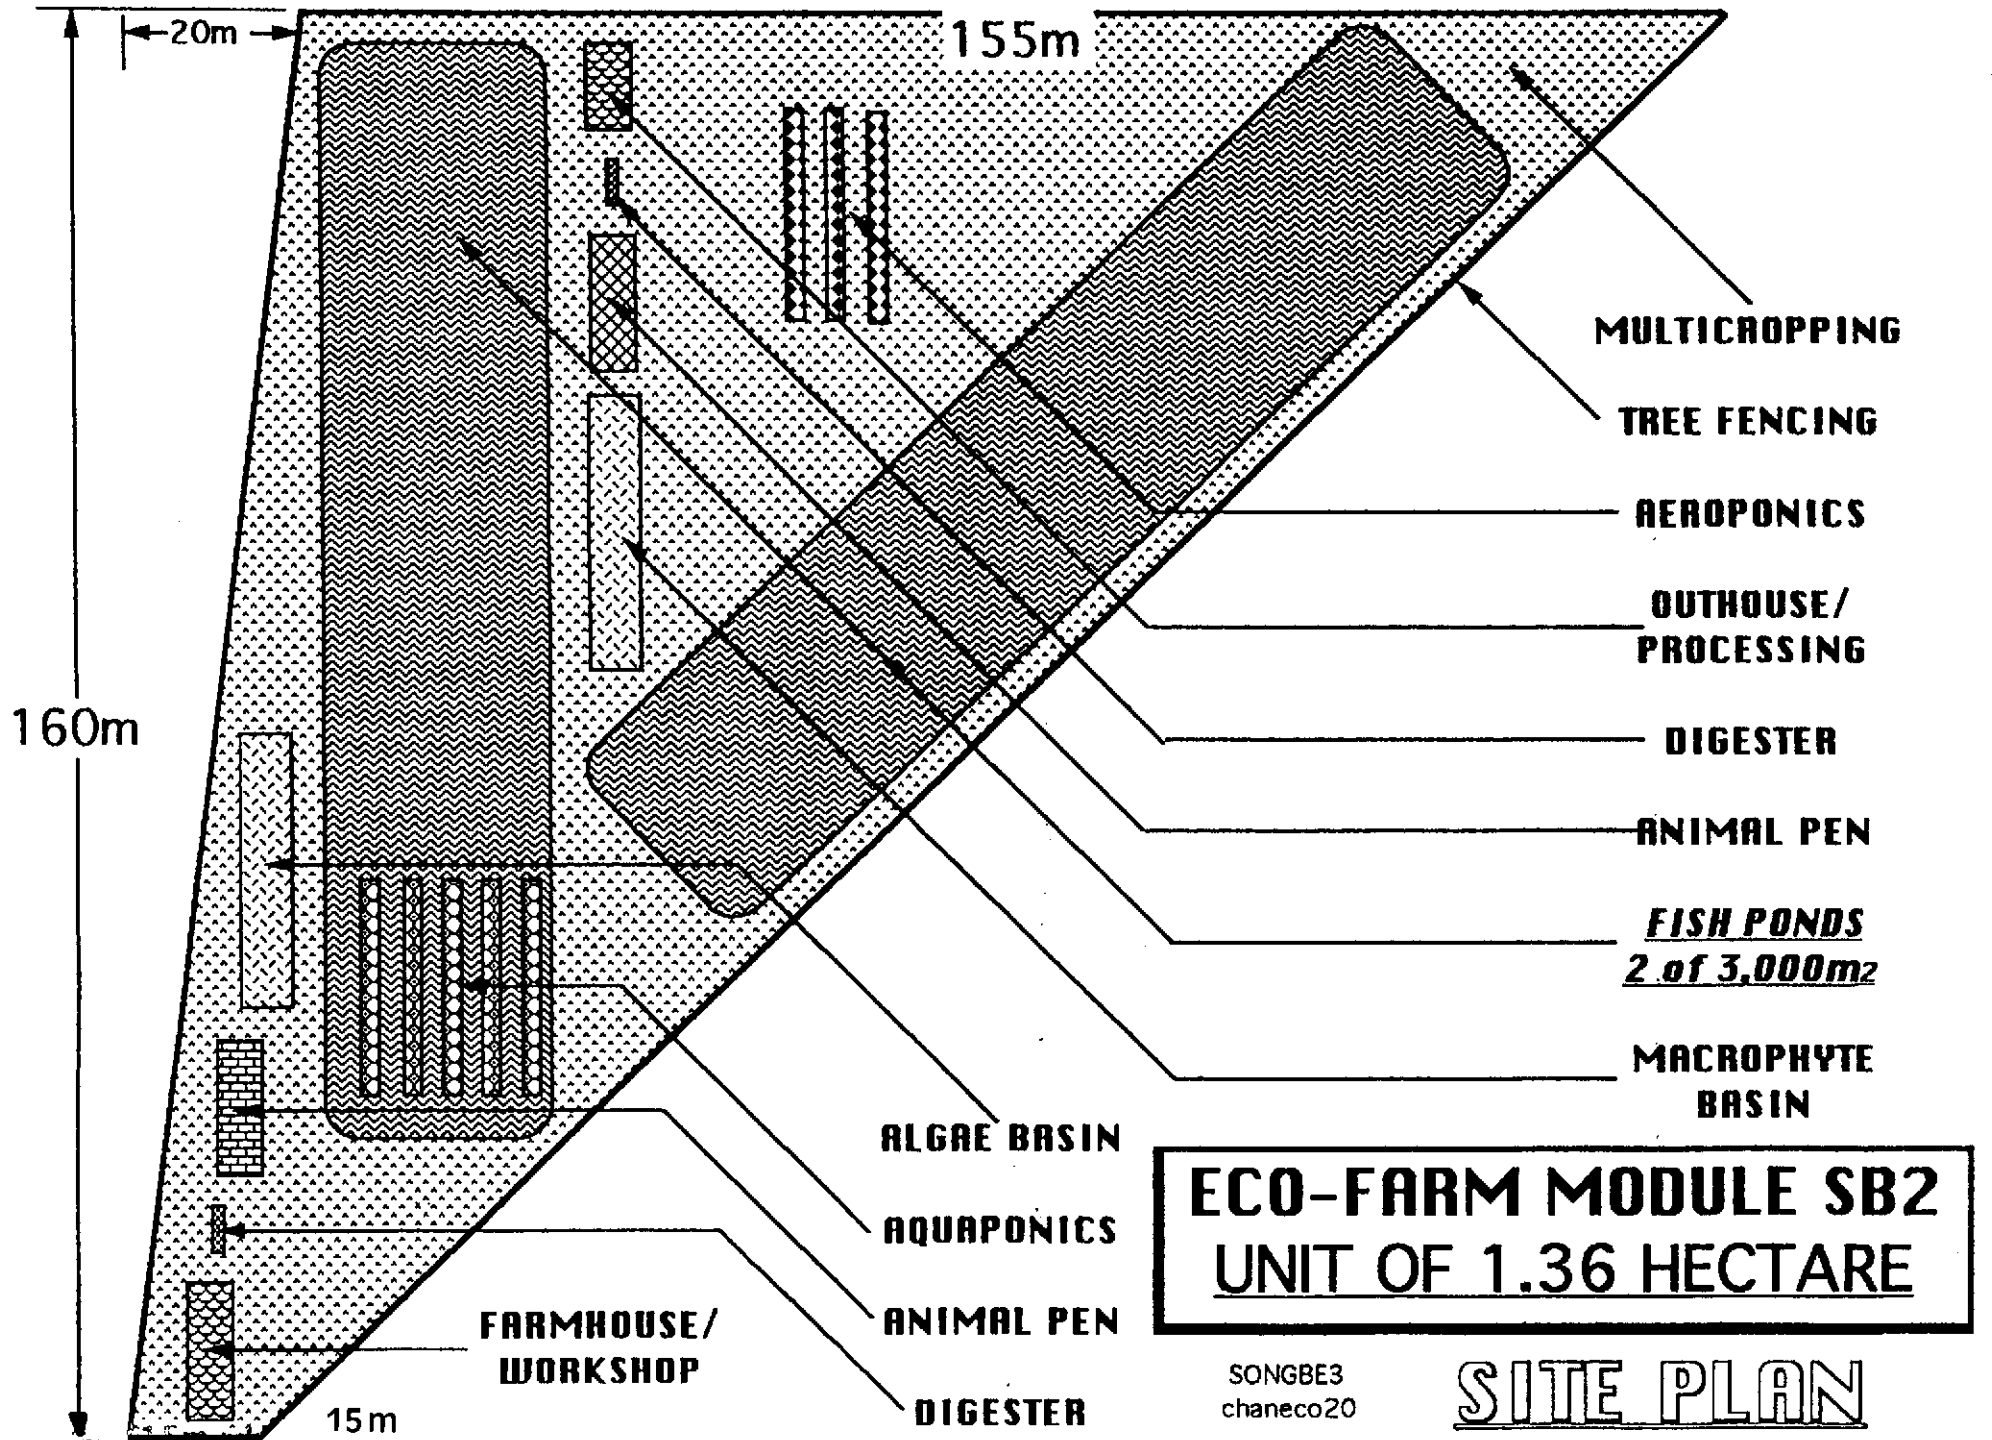 20m
155m
160m
MULTICROPPING
TREE FENCING
AEROPONICS
OUTHOUSE/
PROCESSING
DIGESTER
ANIMAL PEN
FISH PONDS
2 of 3,000m2
MACROPHYTE
BASIN
ALGAE BASIN
AQUAPONICS
ANIMAL PEN
DIGESTER
FARMHOUSE/
WORKSHOP
15m
ECO-FARM MODULE SB2
UNIT OF 1.36 HECTARE
SONGBE3
chaneco20
SITE PLAN